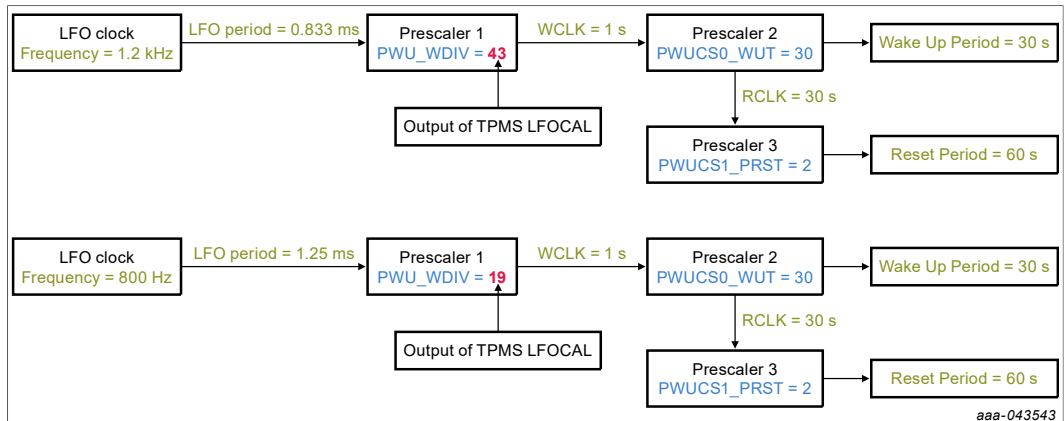 LFO clock
Frequency = 1.2 kHz
LFO period = 0.833 ms
Prescaler 1
PWU_WDIV = 43
WCLK = 1 s
Prescaler 2
PWUCS0_WUT = 30
Wake Up Period = 30 s
RCLK = 30 s
Output of TPMS LFOCAL
Prescaler 3
PWUCS1_PRST = 2
Reset Period = 60 s
LFO clock
Frequency = 800 Hz
LFO period = 1.25 ms
Prescaler 1
PWU_WDIV = 19
WCLK = 1 s
Prescaler 2
PWUCS0_WUT = 30
Wake Up Period = 30 s
RCLK = 30 s
Output of TPMS LFOCAL
Prescaler 3
PWUCS1_PRST = 2
Reset Period = 60 s
aaa-043543